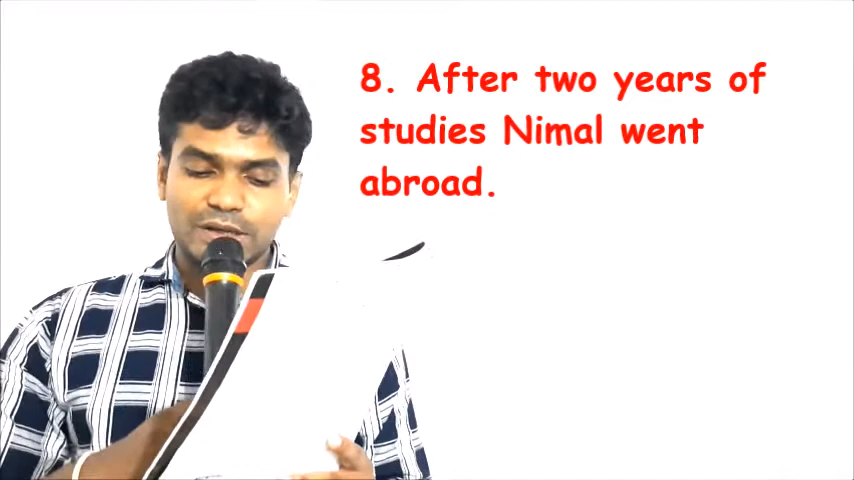 8. After two years of
studies Nimal went
abroad.